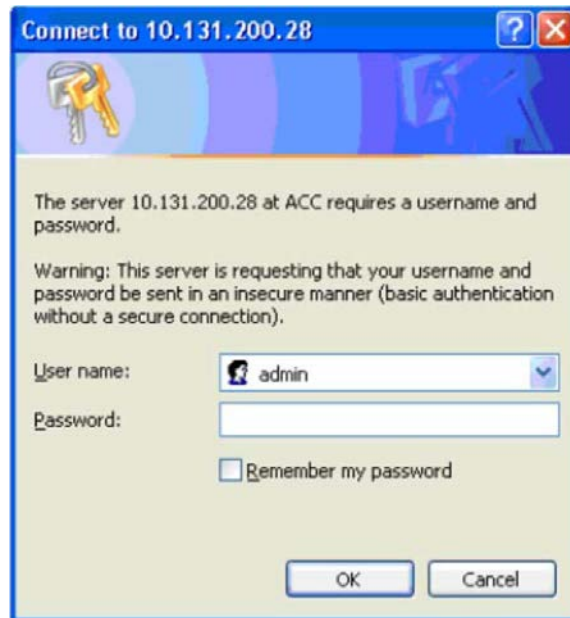 Connect to 10.131.200.28
The server 10.131.200.28 at ACC requires a username and
password.
Warning: This server is requesting that your username and
password be sent in an insecure manner (basic authentication
without a secure connection).
User name:
admin
Password:
Remember my password
OK
Cancel